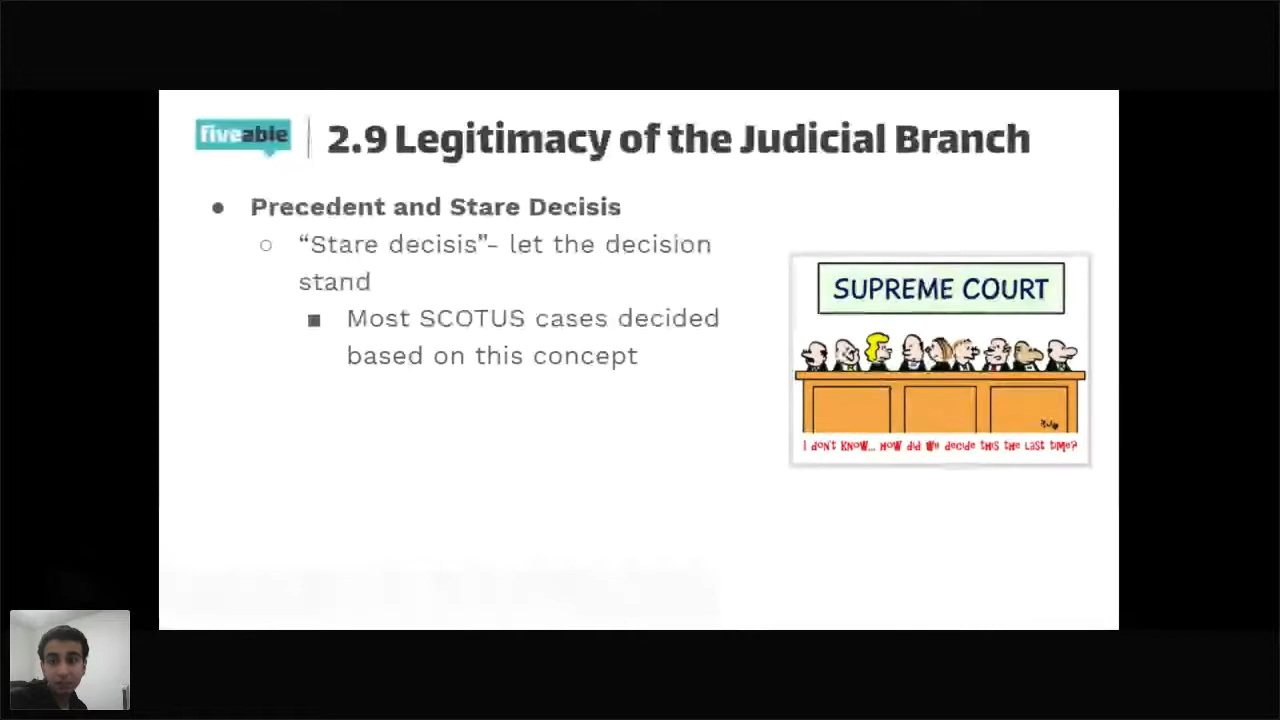 fiveable
2.9 Legitimacy of the Judicial Branch
● Precedent and Stare Decisis
○ “Stare decisis”- let the decision
stand
■ Most SCOTUS cases decided
based on this concept
SUPREME COURT
I don't know... How did we decide this the last time?